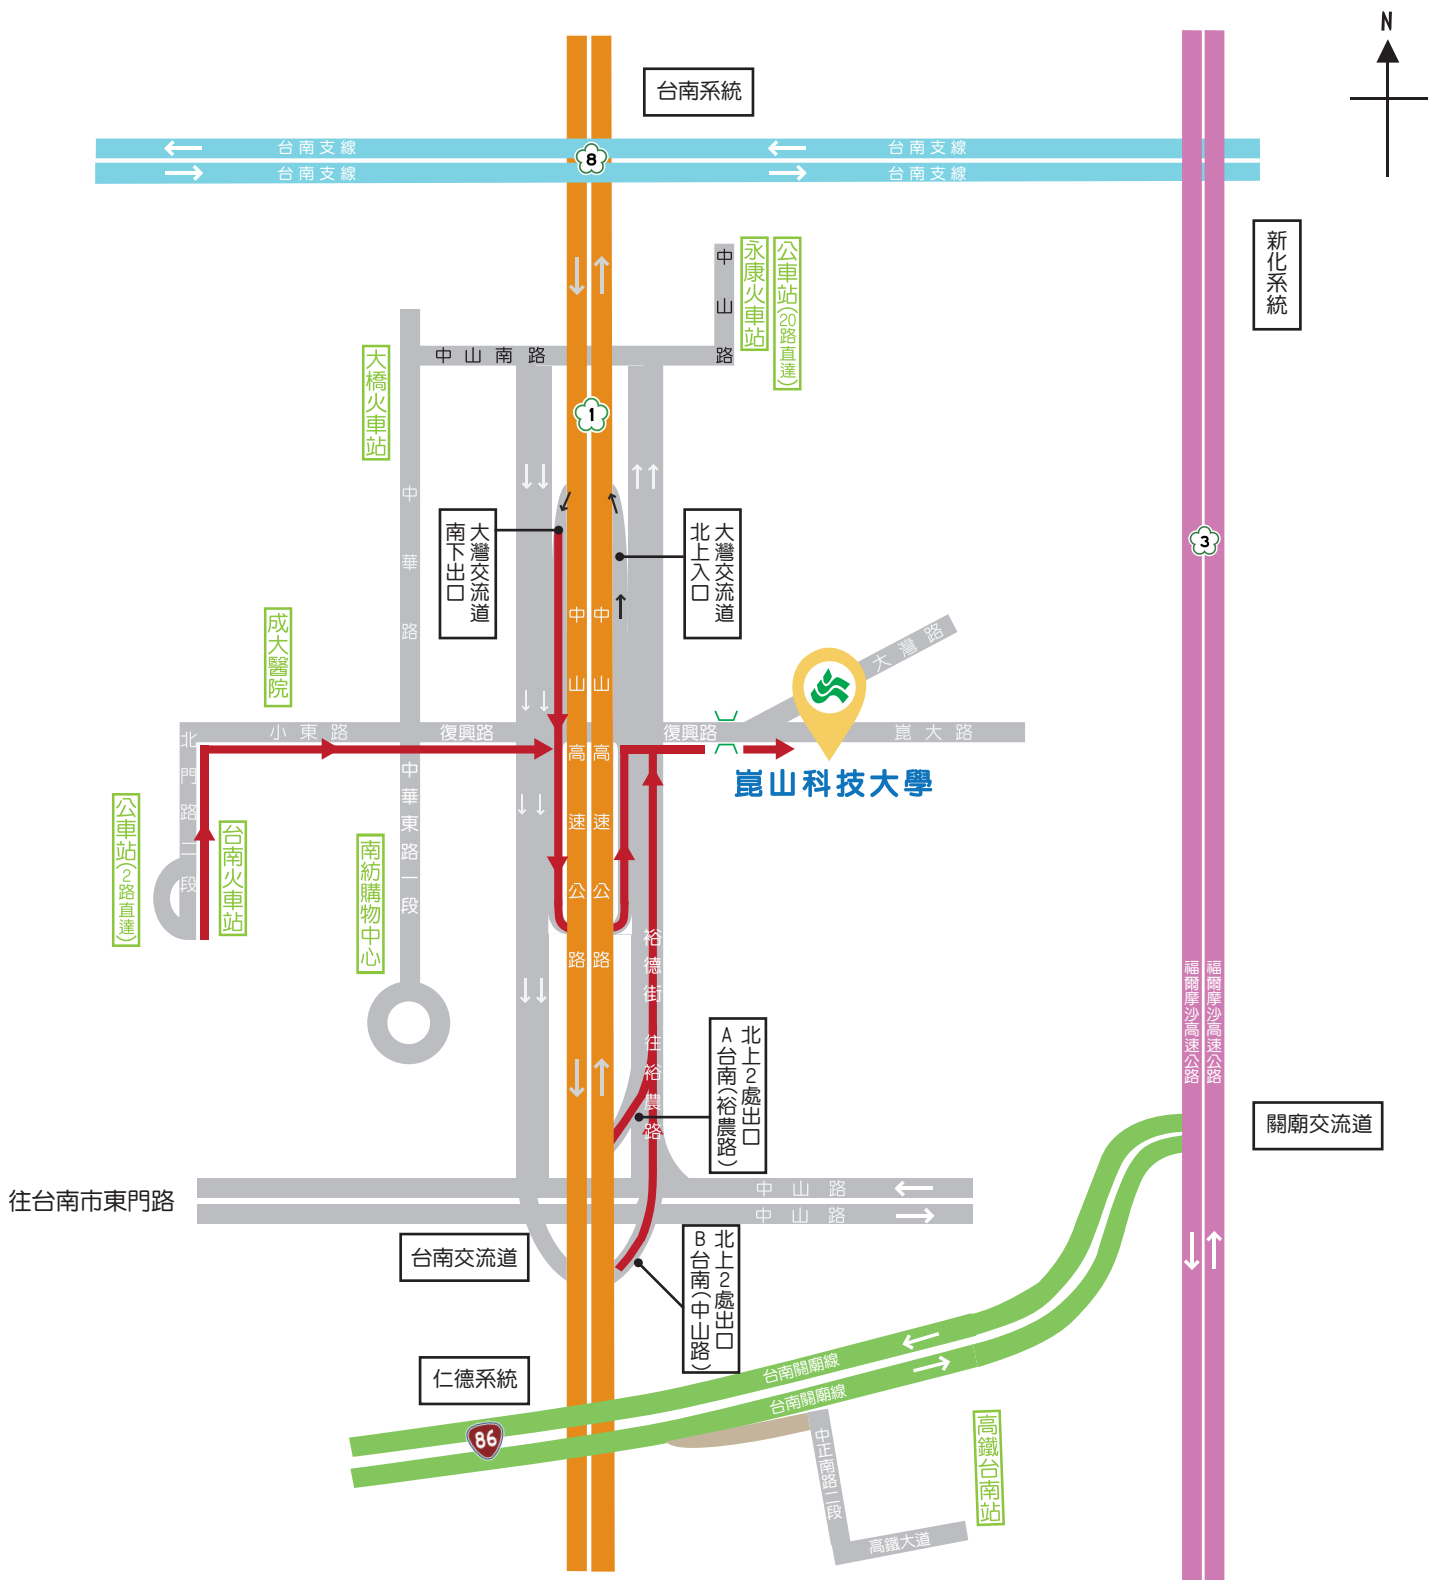 N
台南系統
台南支線
台南支線
台南支線
台南支線
8
新化系統
中山路
永康火車站
公車站(20路直達)
中山南路
大橋火車站
1
中華路
大灣交流道
南下出口
大灣交流道
北上入口
3
中山高速公路
中山高速公路
成大醫院
大灣路
小東路
復興路
復興路
崑大路
崑山科技大學
北門路二段
公車站(2路直達)
台南火車站
中華東路一段
南紡購物中心
裕德街
往裕農路
福爾摩沙高速公路
福爾摩沙高速公路
北上2處出口
A台南(裕農路)
關廟交流道
往台南市東門路
中山路
中山路
台南交流道
北上2處出口
B台南(中山路)
仁德系統
台南關廟線
台南關廟線
86
中正南路二段
高鐵台南站
高鐵大道